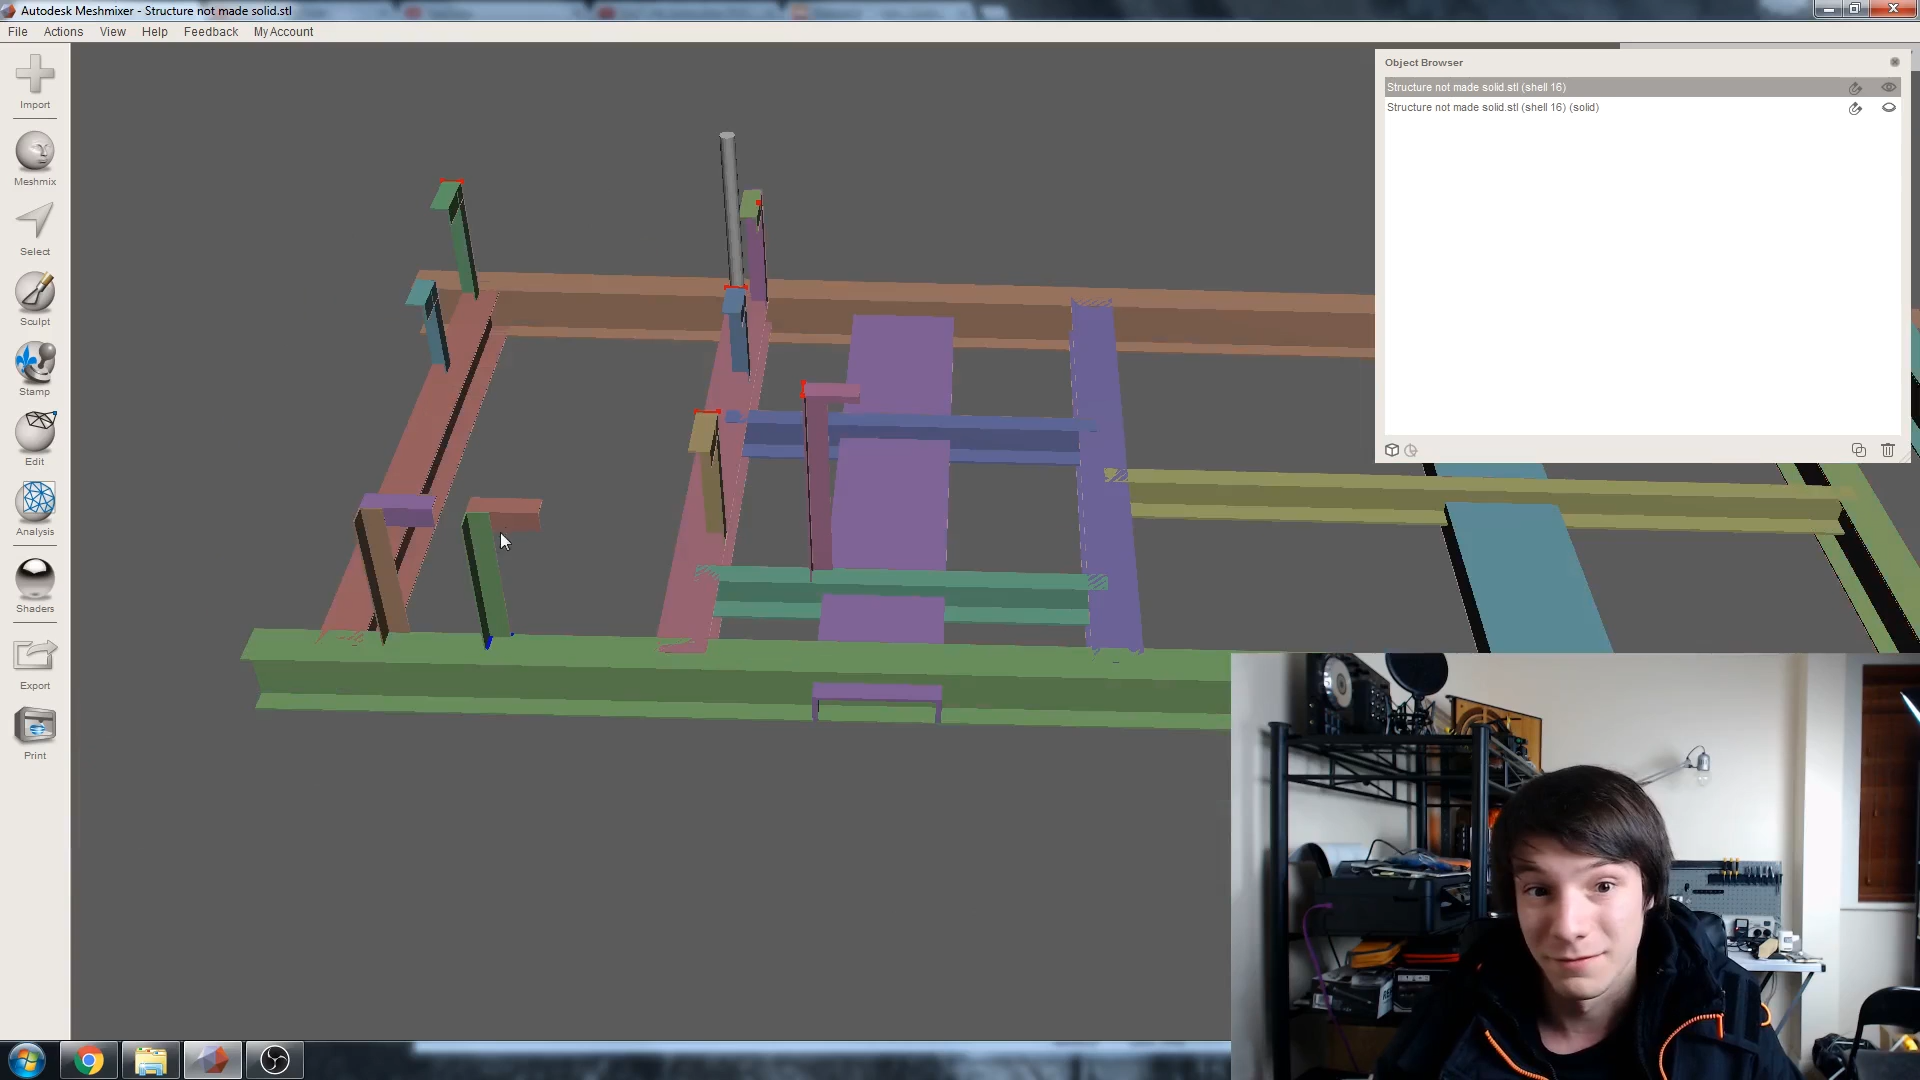 Autodesk Meshmixer - Structure not made solid.stl
File Actions View Help Feedback My Account
Import
Meshmix
Select
Sculpt
Stamp
Edit
Analysis
Shaders
Export
Print
Object Browser
Structure not made solid.stl (shell 16)
Structure not made solid.stl (shell 16) (solid)